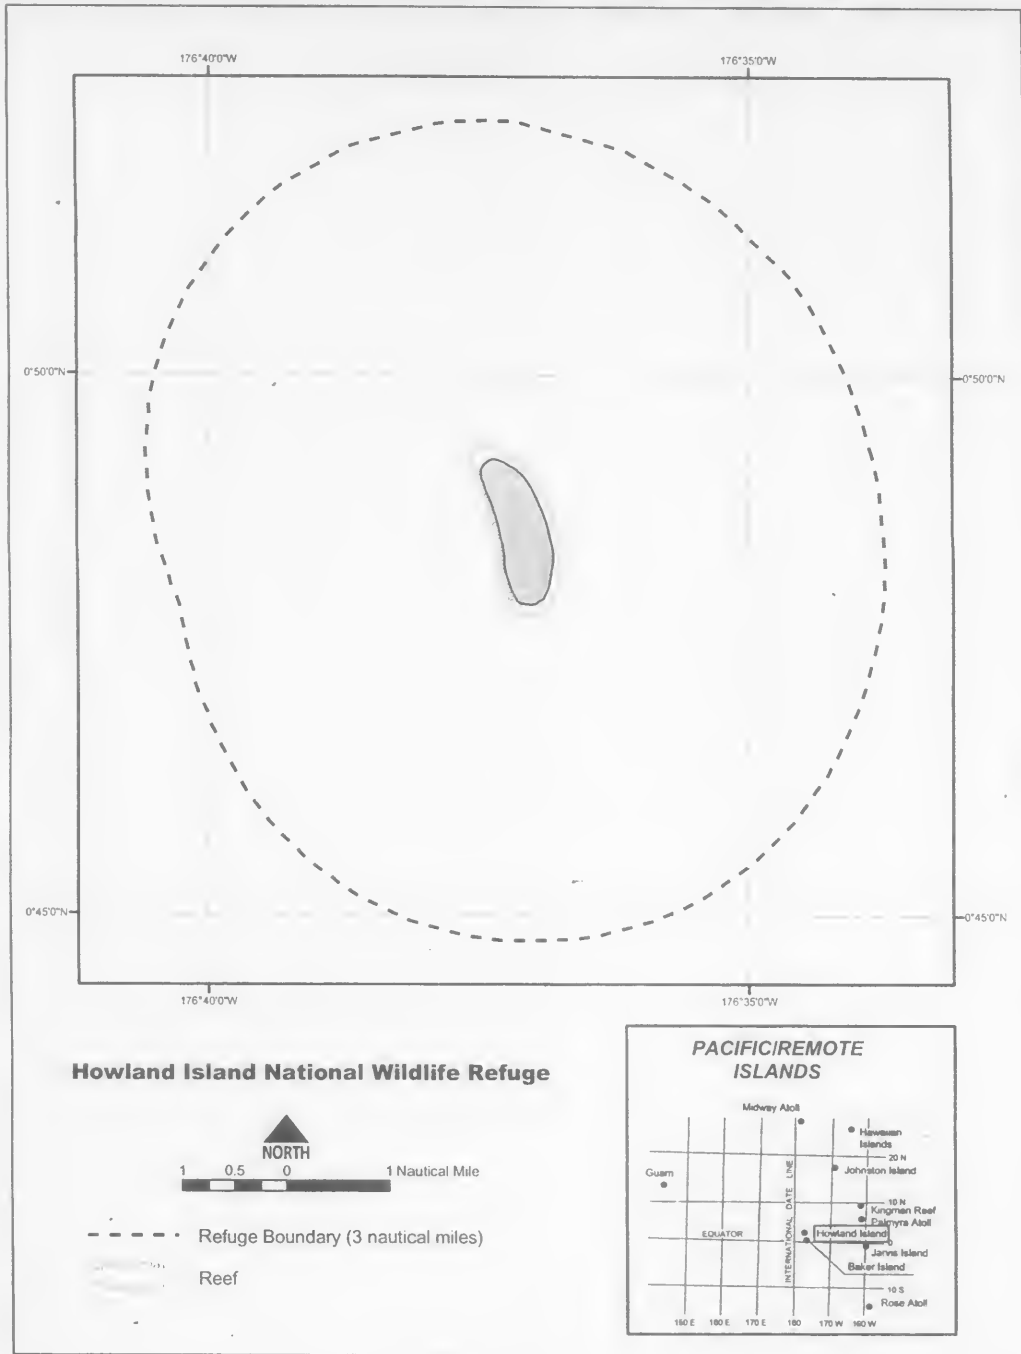 176°40'0"W
176°35'0"W
0°50'0"N
0°50'0"N
0°45'0"N
0°45'0"N
176°40'0"W
176°35'0"W
Howland Island National Wildlife Refuge
NORTH
1 0.5 0 1 Nautical Mile
Refuge Boundary (3 nautical miles)
Reef
PACIFIC/REMOTE
ISLANDS
Midway Atoll
Hawaiian
Islands
20 N
Johnston Island
Guam
10 N
Kingman Reef
Palmyra Atoll
EQUATOR
INTERNATIONAL DATE LINE
Howland Island
0
Jarvis Island
Baker Island
10 S
Rose Atoll
150 E 160 E 170 E 180 170 W 160 W